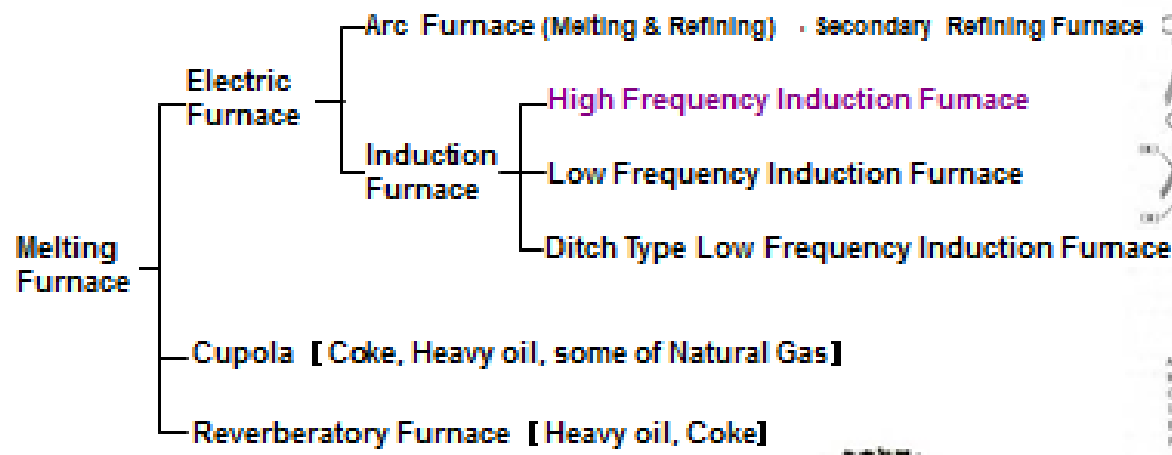 Arc Furnace (Melting & Refining) · Secondary Refining Furnace
Electric
Furnace
High Frequency Induction Furnace
Induction
Furnace
Low Frequency Induction Furnace
Melting
Furnace
Ditch Type Low Frequency Induction Furnace
Cupola [Coke, Heavy oil, some of Natural Gas]
Reverberatory Furnace [Heavy oil, Coke]